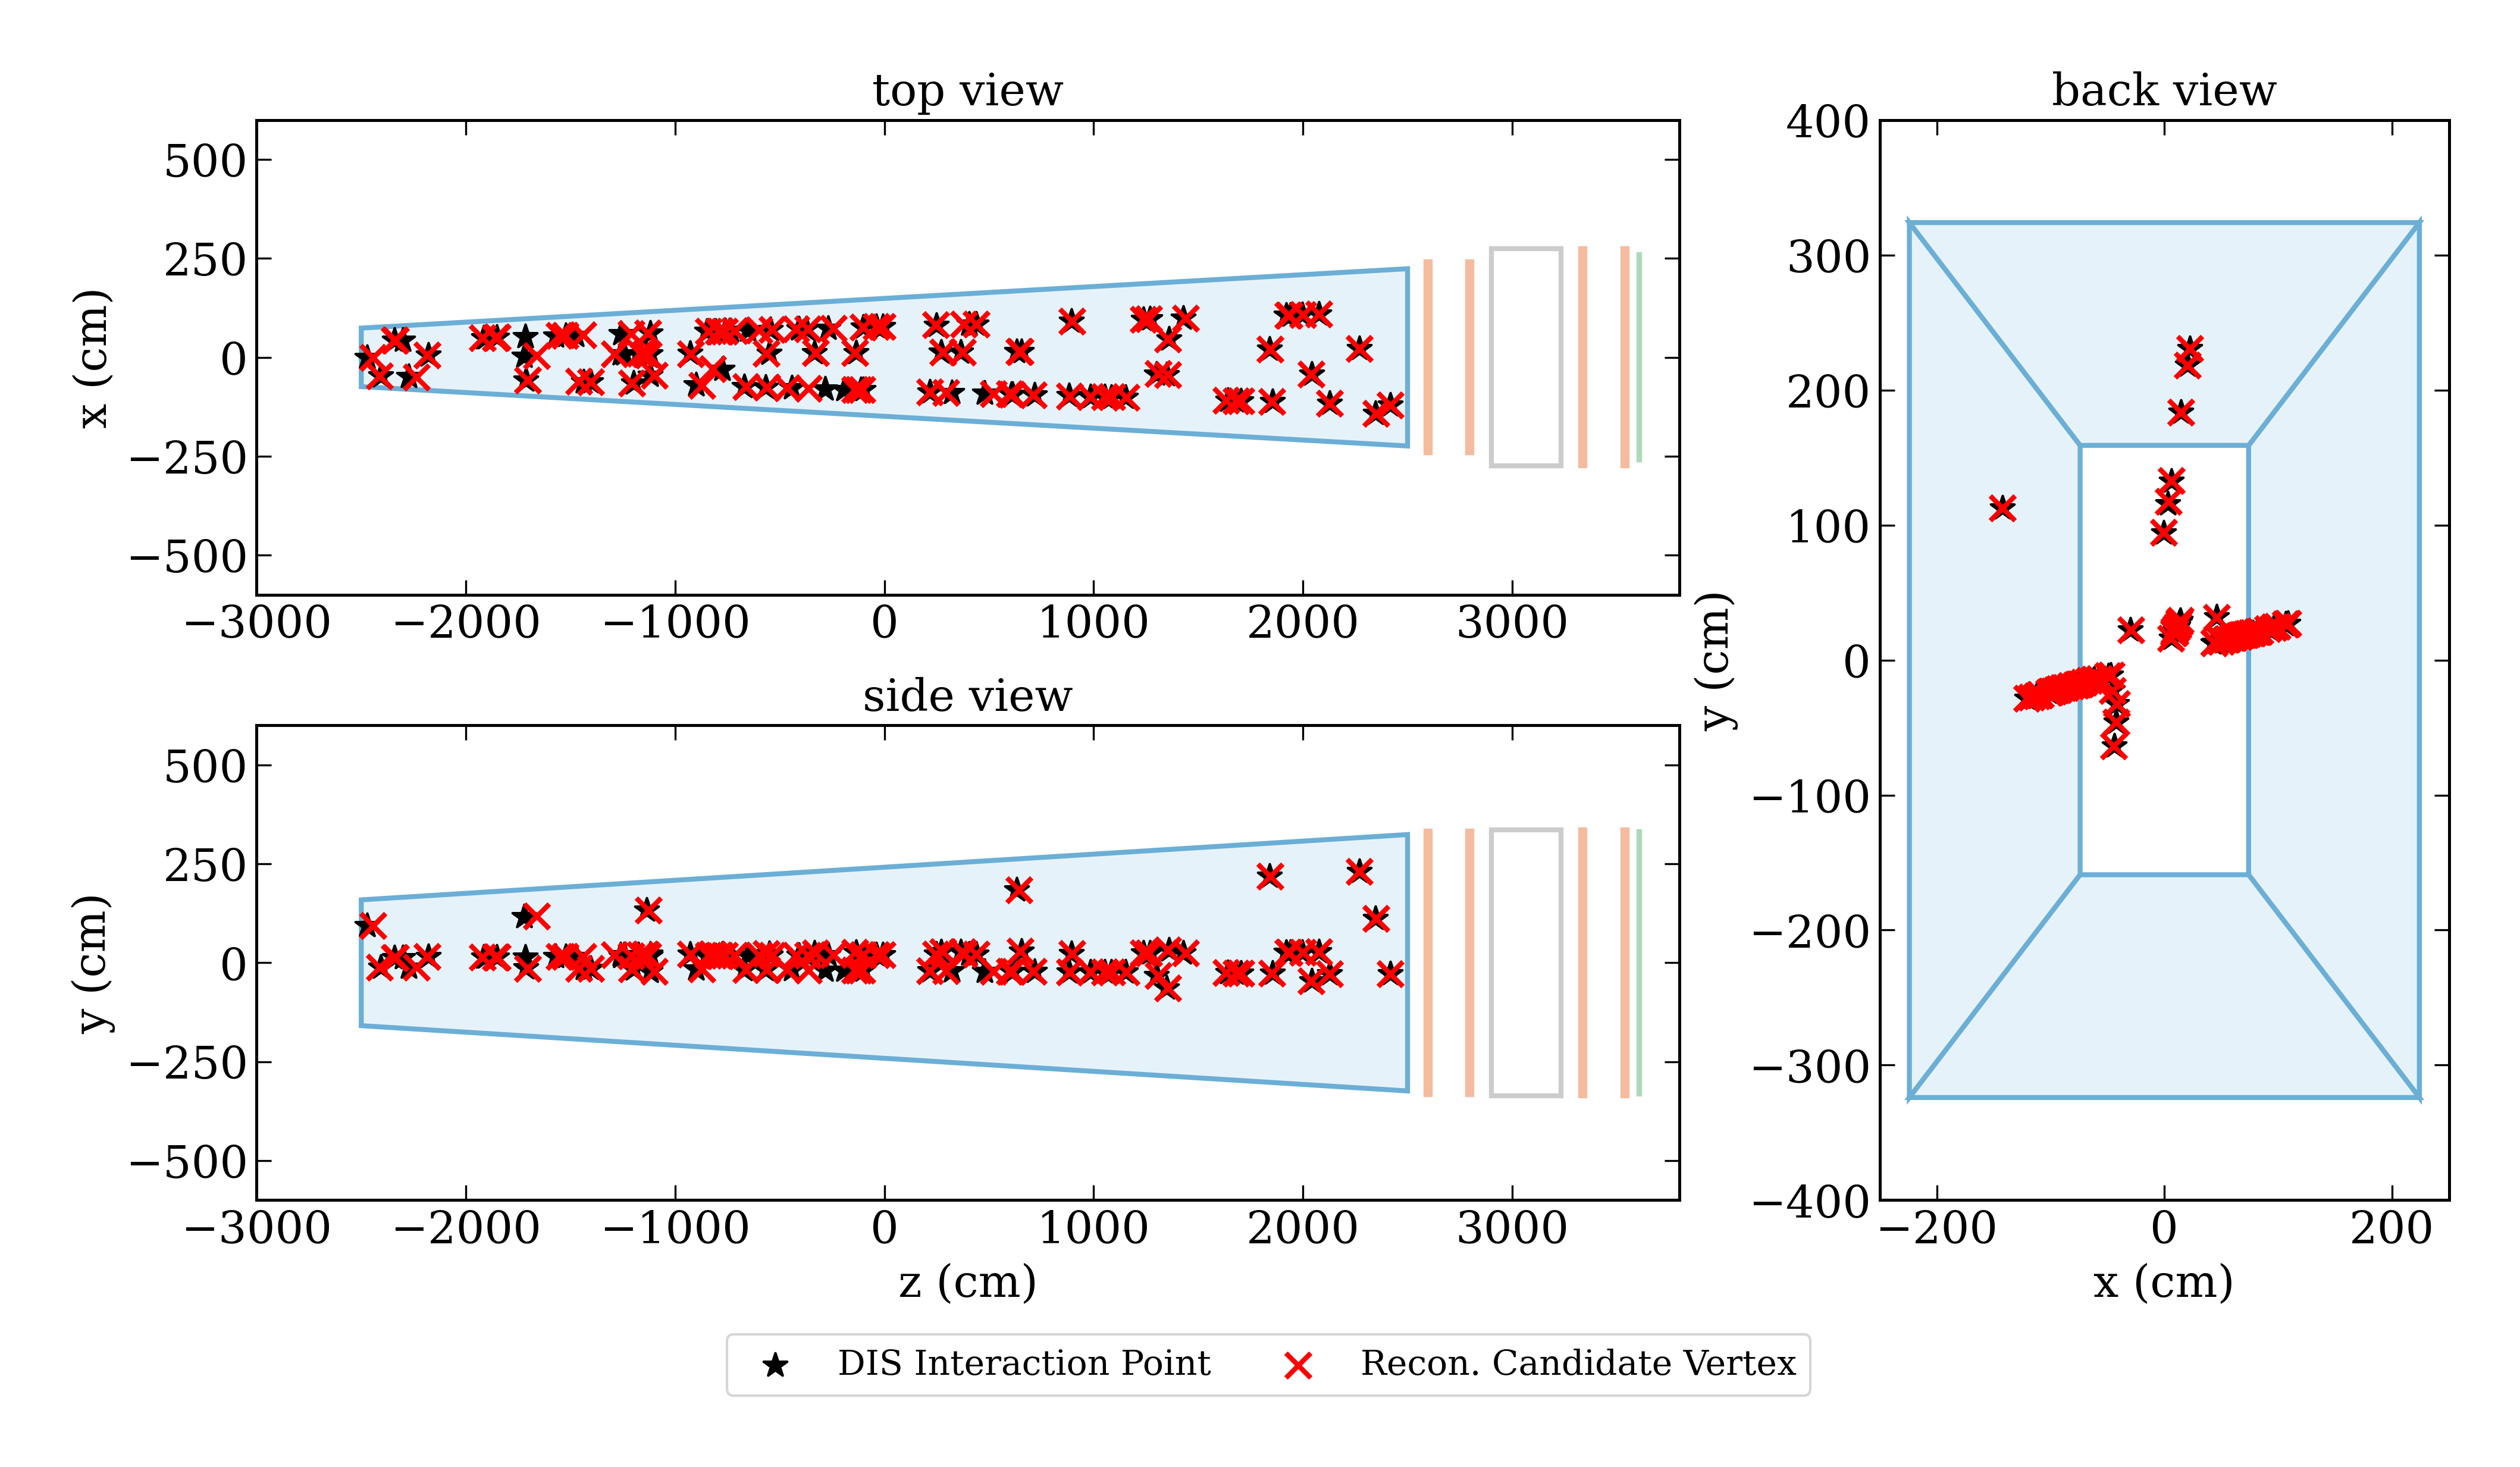 top view
x (cm)
500
250
0
−250
−500
−3000 −2000 −1000 0 1000 2000 3000
side view
y (cm)
500
250
0
−250
−500
−3000 −2000 −1000 0 1000 2000 3000
z (cm)
back view
y (cm)
400
300
200
100
0
−100
−200
−300
−400
−200 0 200
x (cm)
DIS Interaction Point Recon. Candidate Vertex